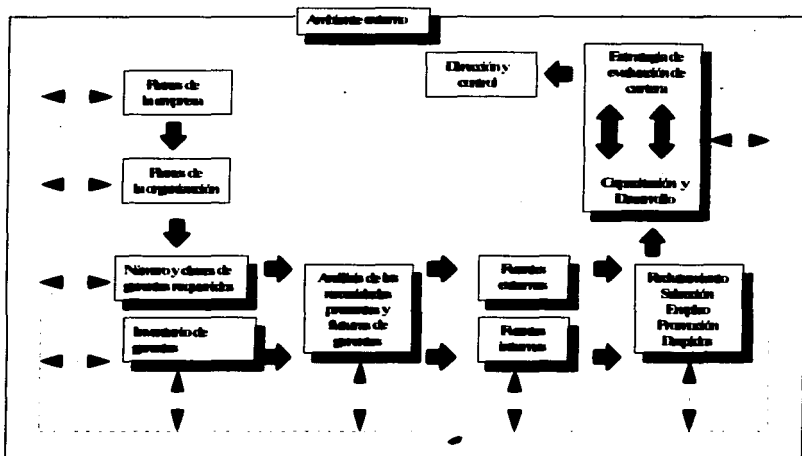 Ambiente externo
Planes de
la empresa
Dirección y
control
Estrategia de
evaluación de
carrera
Planes de
la organización
Capacitación y
Desarrollo
Número y clases de
gerentes requeridos
Análisis de las
necesidades
presentes y
futuras de
gerentes
Fuentes
externas
Reclutamiento
Selección
Empleo
Promoción
Despidos
Inventario de
gerentes
Fuentes
internas